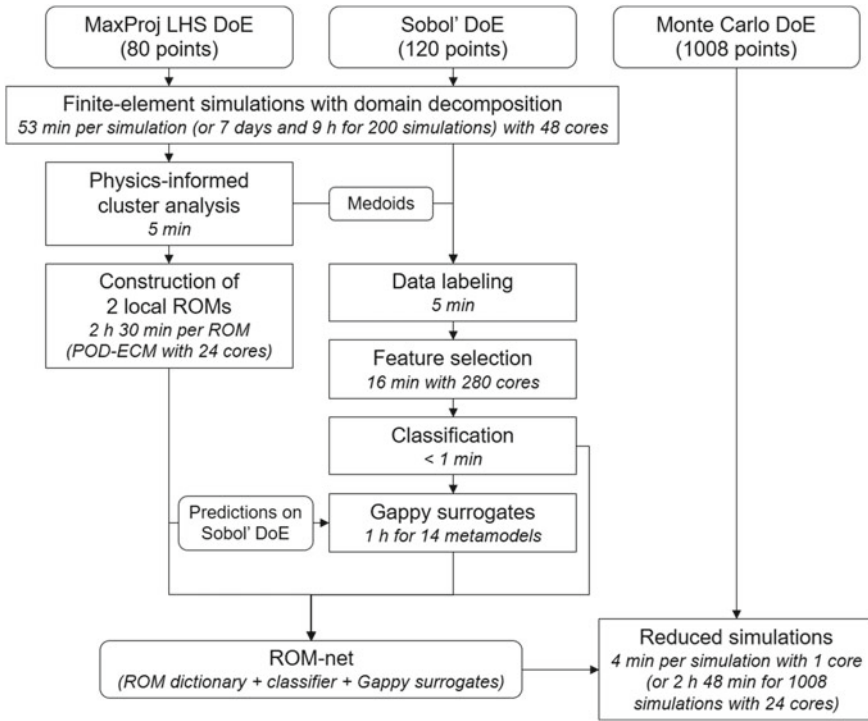 MaxProj LHS DoE
(80 points)
Sobol' DoE
(120 points)
Monte Carlo DoE
(1008 points)
Finite-element simulations with domain decomposition
53 min per simulation (or 7 days and 9 h for 200 simulations) with 48 cores
Physics-informed
cluster analysis
5 min
Medoids
Construction of
2 local ROMs
2 h 30 min per ROM
(POD-ECM with 24 cores)
Data labeling
5 min
Feature selection
16 min with 280 cores
Classification
< 1 min
Predictions on
Sobol' DoE
Gappy surrogates
1 h for 14 metamodels
ROM-net
(ROM dictionary + classifier + Gappy surrogates)
Reduced simulations
4 min per simulation with 1 core
(or 2 h 48 min for 1008
simulations with 24 cores)